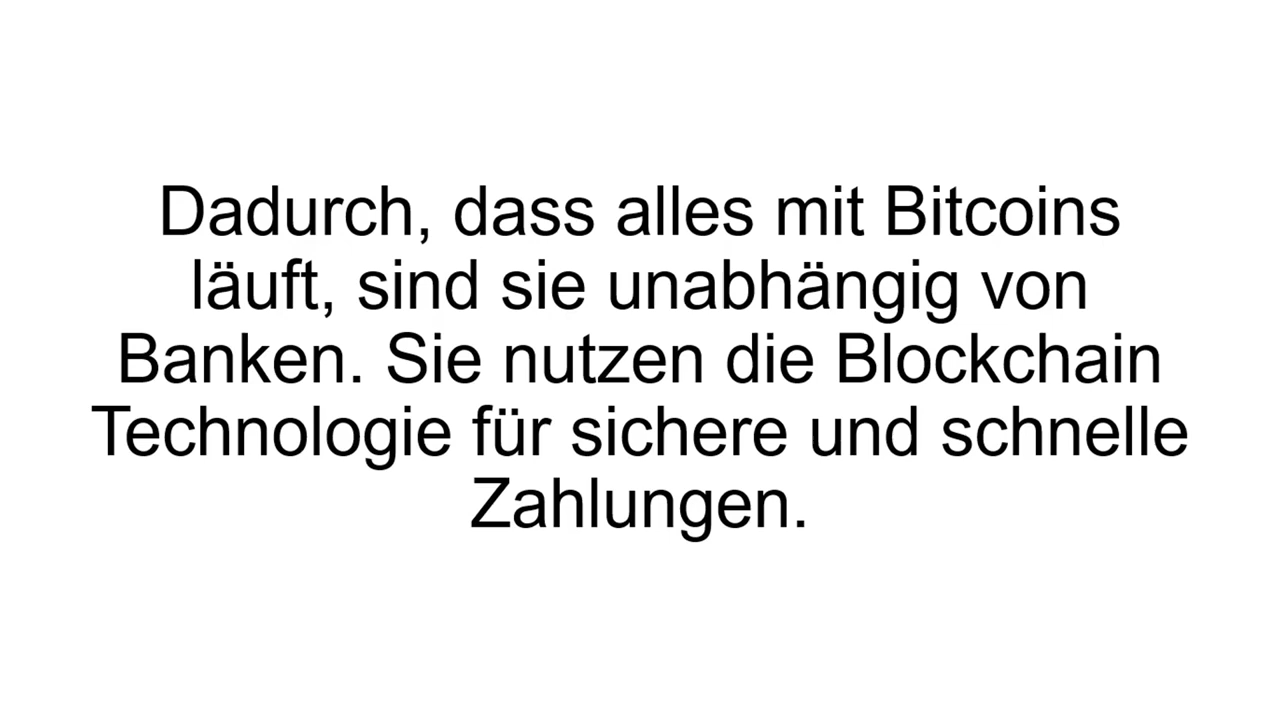 Dadurch, dass alles mit Bitcoins
läuft, sind sie unabhängig von
Banken. Sie nutzen die Blockchain
Technologie für sichere und schnelle
Zahlungen.